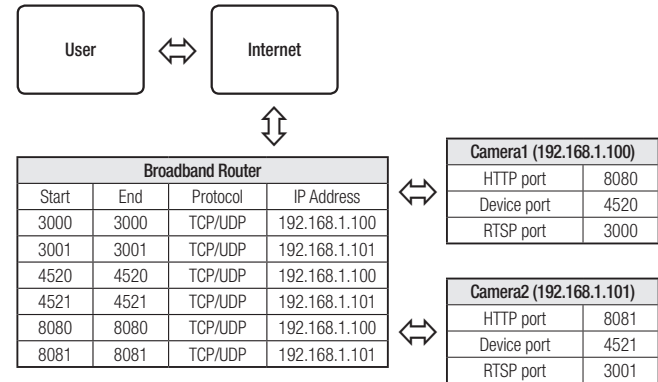 User
Internet
Broadband Router
Start End Protocol IP Address
3000 3000 TCP/UDP 192.168.1.100
3001 3001 TCP/UDP 192.168.1.101
4520 4520 TCP/UDP 192.168.1.100
4521 4521 TCP/UDP 192.168.1.101
8080 8080 TCP/UDP 192.168.1.100
8081 8081 TCP/UDP 192.168.1.101
Camera1 (192.168.1.100)
HTTP port 8080
Device port 4520
RTSP port 3000
Camera2 (192.168.1.101)
HTTP port 8081
Device port 4521
RTSP port 3001